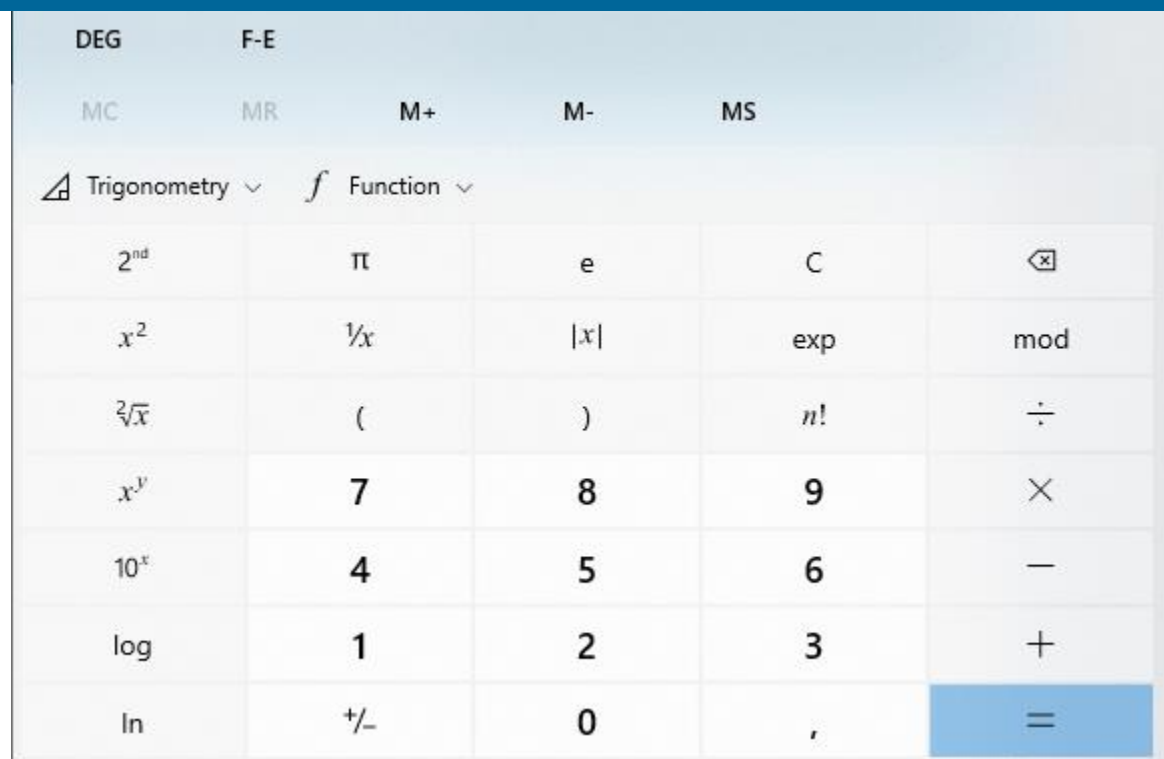 DEG F-E
MC MR M+ M- MS
Trigonometry f Function
2ⁿᵈ π e C
x² ¹/x |x| exp mod
²√x ( ) n! ÷
xʸ 7 8 9 ×
10ˣ 4 5 6 −
log 1 2 3 +
ln +/− 0 , =